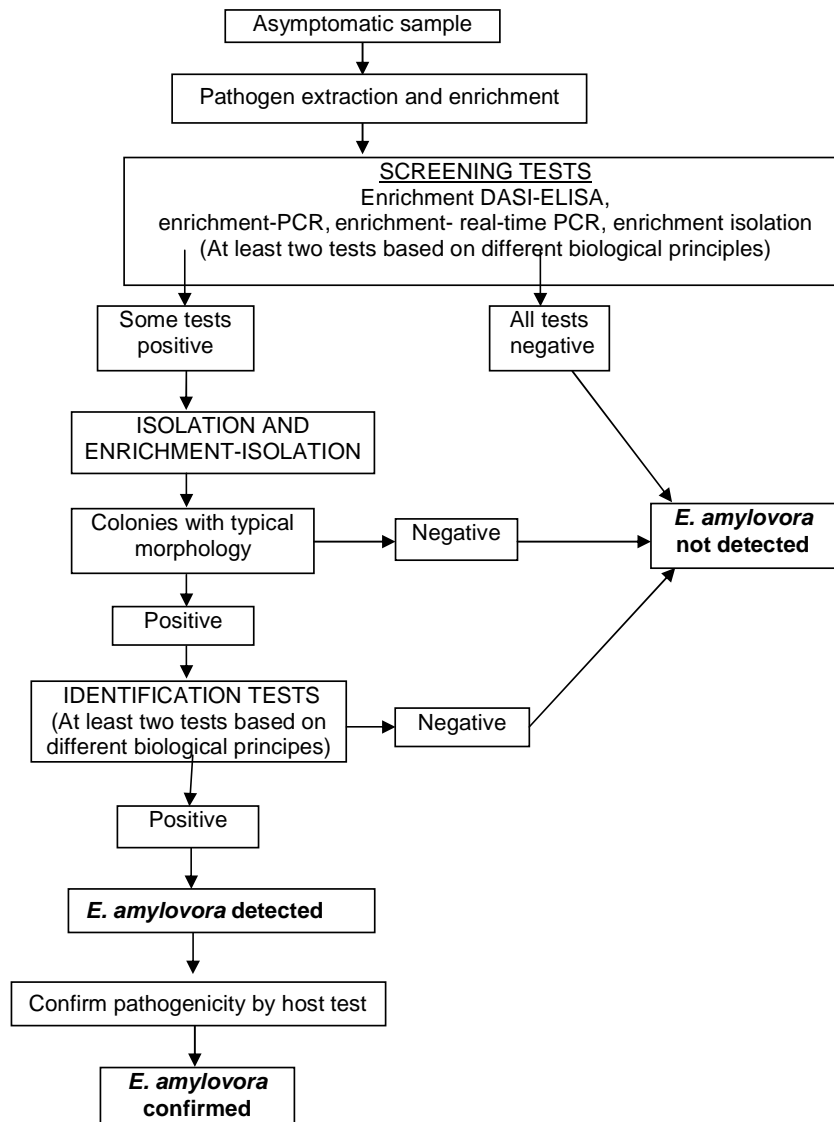 Asymptomatic sample
Pathogen extraction and enrichment
SCREENING TESTS
Enrichment DASI-ELISA,
enrichment-PCR, enrichment- real-time PCR, enrichment isolation
(At least two tests based on different biological principles)
Some tests
positive
All tests
negative
ISOLATION AND
ENRICHMENT-ISOLATION
Colonies with typical
morphology
Negative
E. amylovora
not detected
Positive
IDENTIFICATION TESTS
(At least two tests based on
different biological principes)
Negative
Positive
E. amylovora detected
Confirm pathogenicity by host test
E. amylovora
confirmed